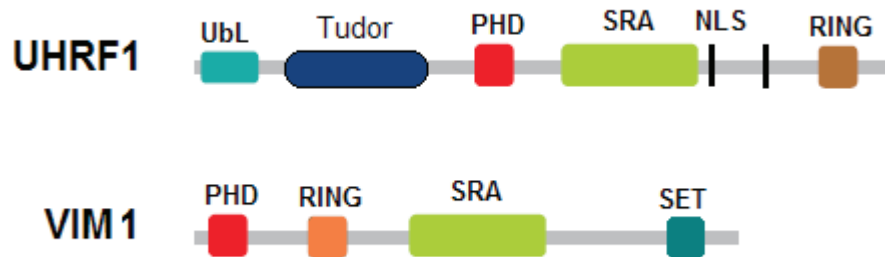 UbL Tudor PHD SRA NLS RING
UHRF1
PHD RING SRA SET
VIM1